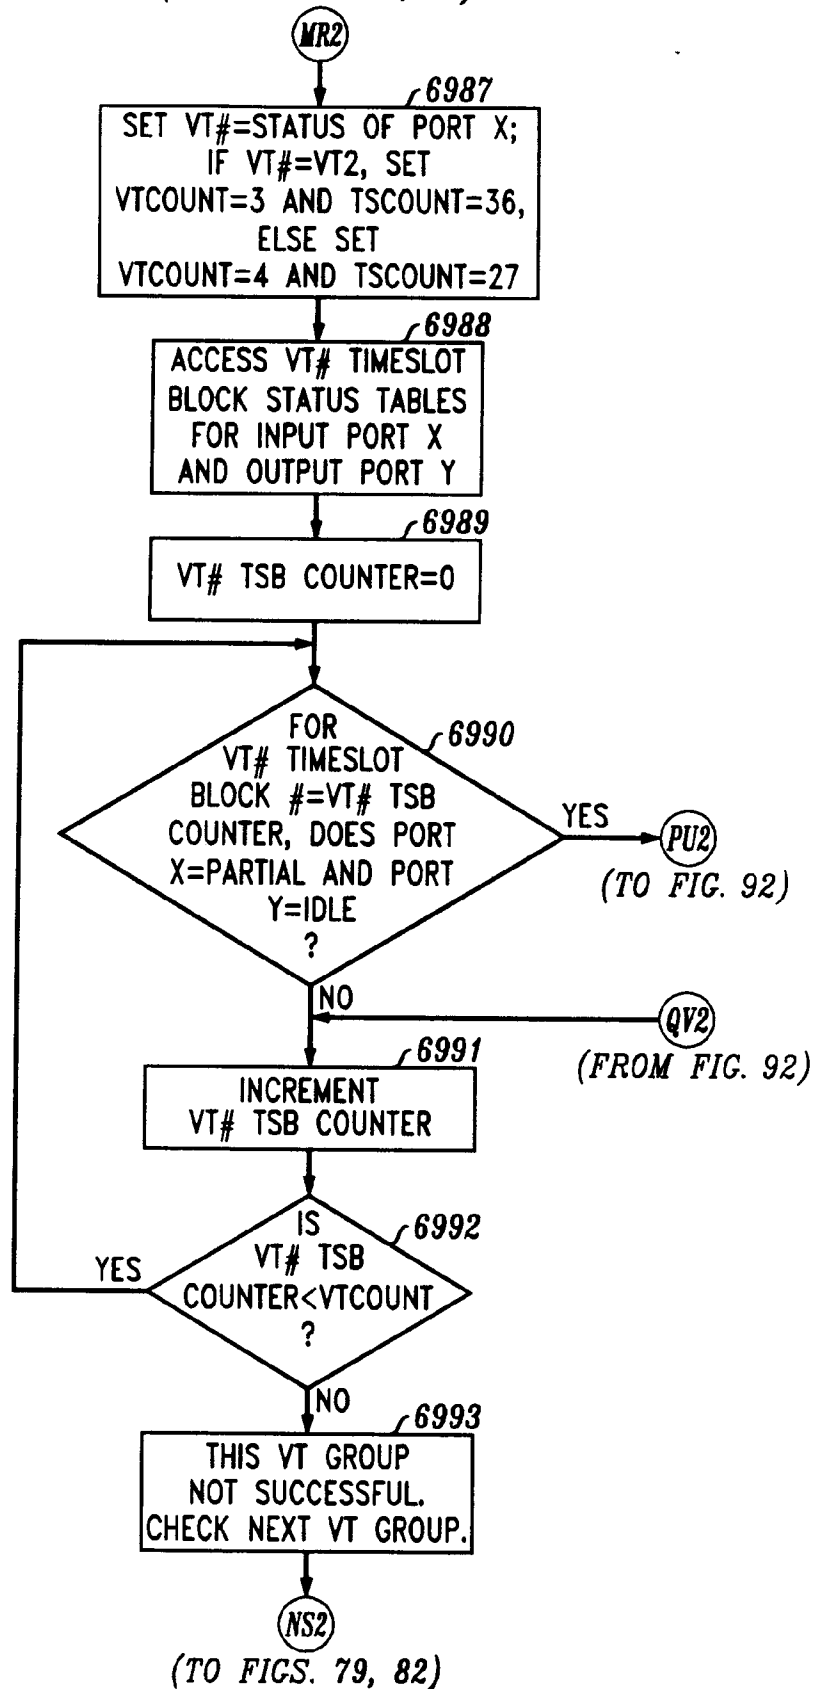 MR2
6987
SET VT#=STATUS OF PORT X;
IF VT#=VT2, SET
VTCOUNT=3 AND TSCOUNT=36,
ELSE SET
VTCOUNT=4 AND TSCOUNT=27
6988
ACCESS VT# TIMESLOT
BLOCK STATUS TABLES
FOR INPUT PORT X
AND OUTPUT PORT Y
6989
VT# TSB COUNTER=0
6990
FOR
VT# TIMESLOT
BLOCK #=VT# TSB
COUNTER, DOES PORT
X=PARTIAL AND PORT
Y=IDLE
?
YES
PU2
(TO FIG. 92)
NO
QV2
(FROM FIG. 92)
6991
INCREMENT
VT# TSB COUNTER
6992
IS
VT# TSB
COUNTER<VTCOUNT
?
YES
NO
6993
THIS VT GROUP
NOT SUCCESSFUL.
CHECK NEXT VT GROUP.
NS2
(TO FIGS. 79, 82)